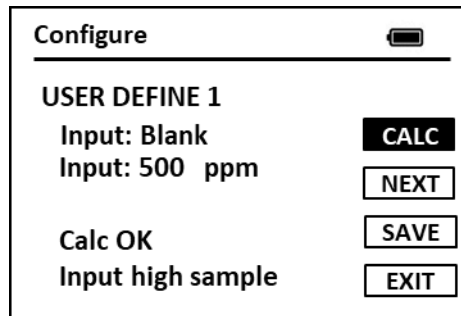 Configure
USER DEFINE 1
Input: Blank
CALC
Input: 500 ppm
NEXT
Calc OK
SAVE
Input high sample
EXIT